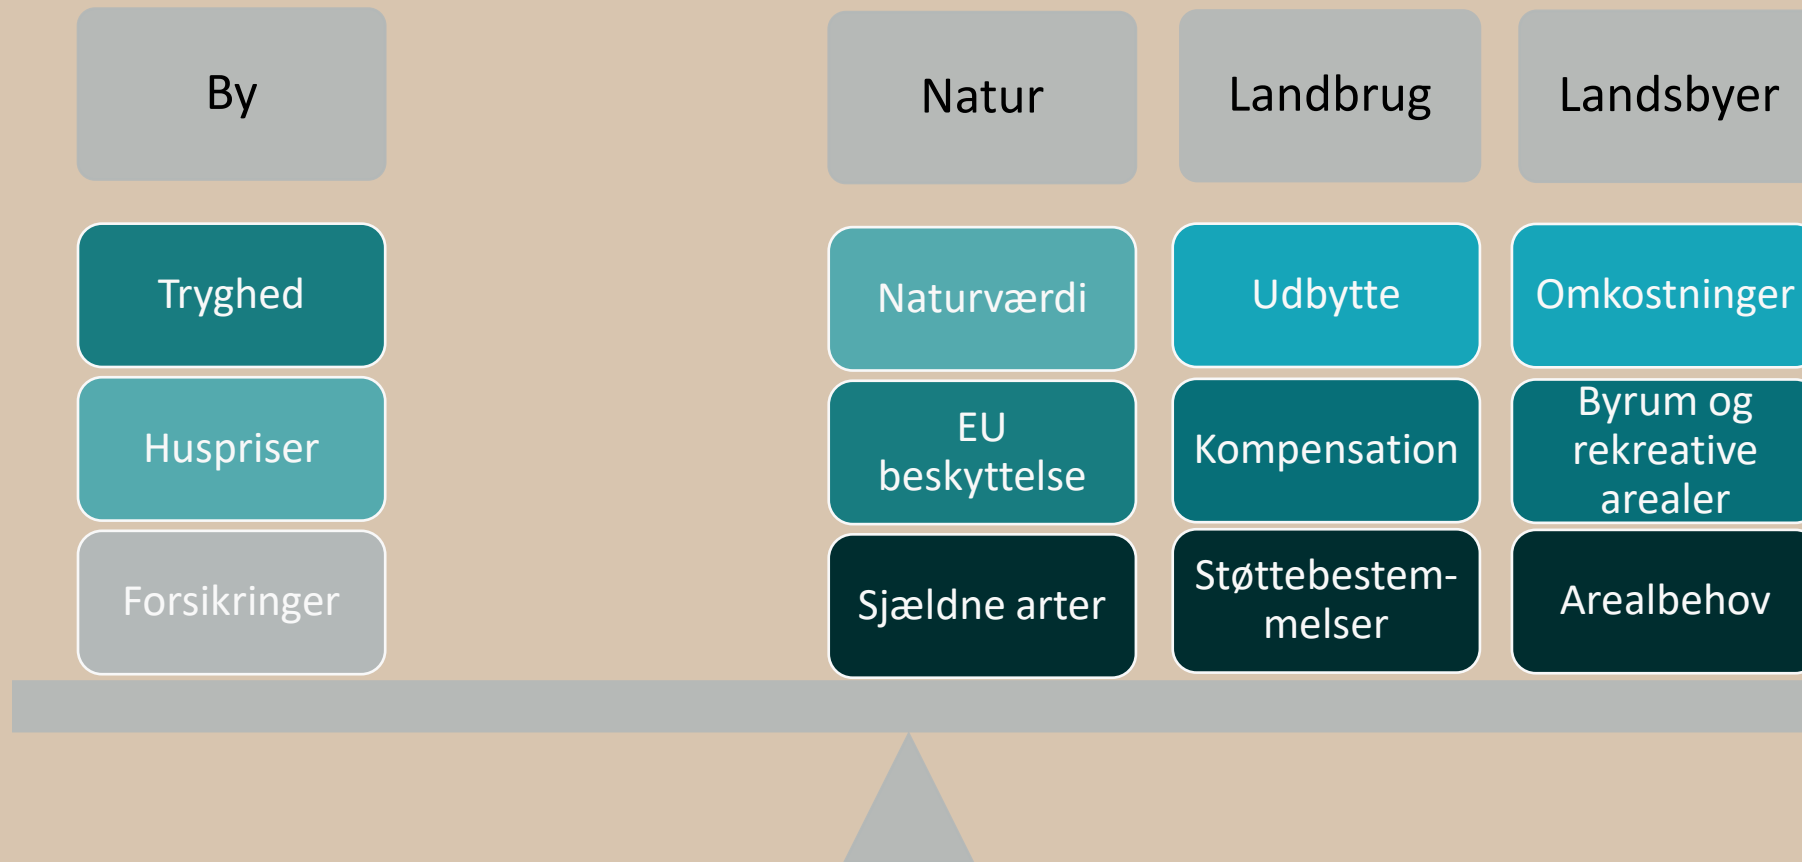 By
Natur
Landbrug
Landsbyer
Tryghed
Naturværdi
Udbytte
Omkostninger
Huspriser
EU
beskyttelse
Kompensation
Byrum og
rekreative
arealer
Forsikringer
Sjældne arter
Støttebestem-
melser
Arealbehov